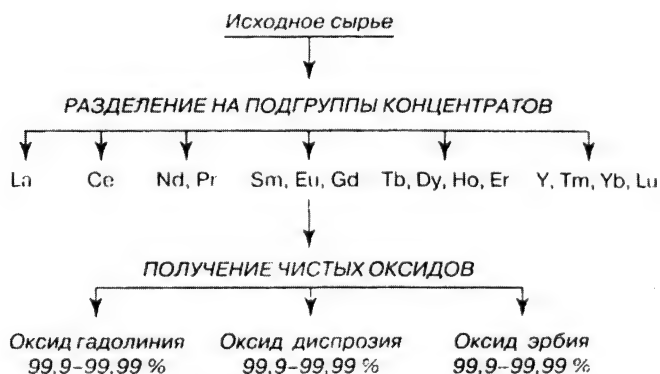 Исходное сырье
РАЗДЕЛЕНИЕ НА ПОДГРУППЫ КОНЦЕНТРАТОВ
La Ce Nd, Pr Sm, Eu, Gd Tb, Dy, Ho, Er Y, Tm, Yb, Lu
ПОЛУЧЕНИЕ ЧИСТЫХ ОКСИДОВ
Оксид гадолиния Оксид диспрозия Оксид эрбия
99,9–99,99 % 99,9–99,99 % 99,9–99,99 %